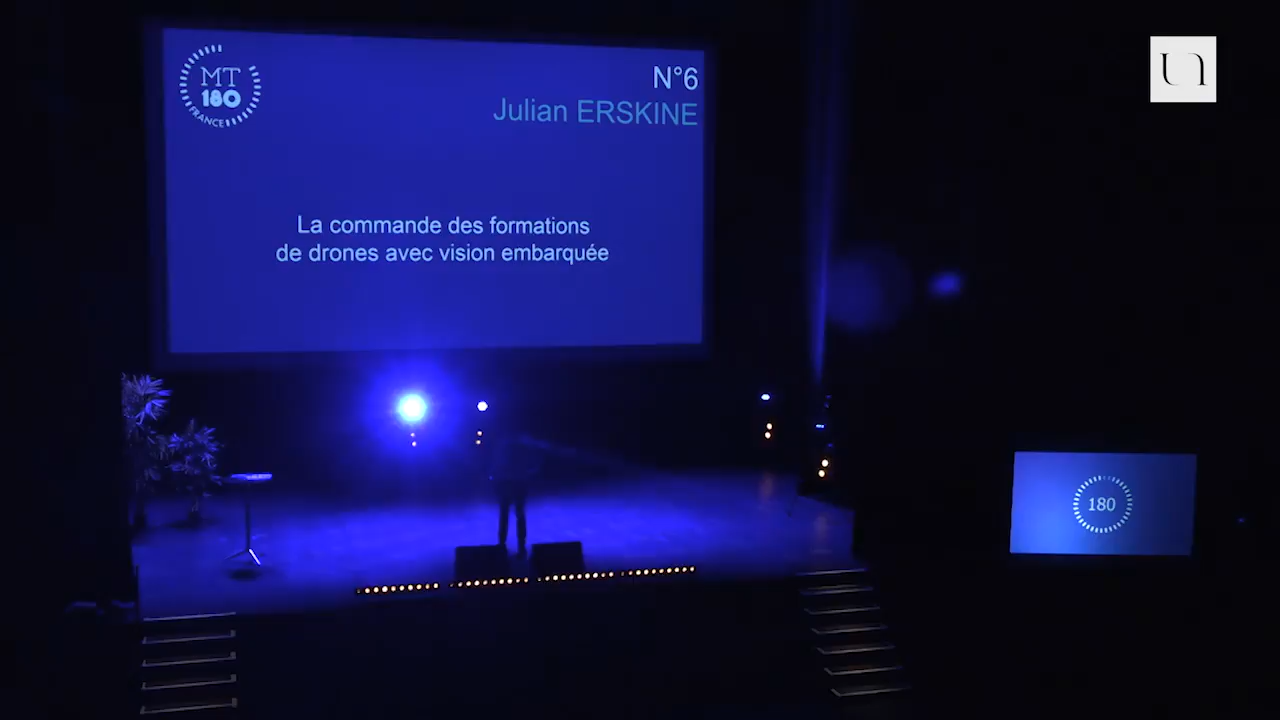 MT
180
FRANCE
N°6
Julian ERSKINE
La commande des formations
de drones avec vision embarquée
180